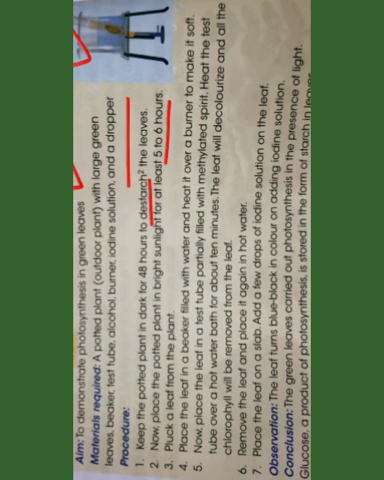 Aim: To demonstrate photosynthesis in green leaves
Materials required: A potted plant (outdoor plant) with large green
leaves, beaker, test tube, alcohol, burner, iodine solution, and a dropper
Procedure:
1. Keep the potted plant in dark for 48 hours to destarch² the leaves.
2. Now, place the potted plant in bright sunlight for at least 5 to 6 hours.
3. Pluck a leaf from the plant.
4. Place the leaf in a beaker filled with water and heat it over a burner to make it soft.
5. Now, place the leaf in a test tube partially filled with methylated spirit. Heat the test
tube over a hot water bath for about ten minutes. The leaf will decolourize and all the
chlorophyll will be removed from the leaf.
6. Remove the leaf and place it again in hot water.
7. Place the leaf on a slab. Add a few drops of iodine solution on the leaf.
Observation: The leaf turns blue-black in colour on adding iodine solution.
Conclusion: The green leaves carried out photosynthesis in the presence of light.
Glucose, a product of photosynthesis, is stored in the form of starch in leaves